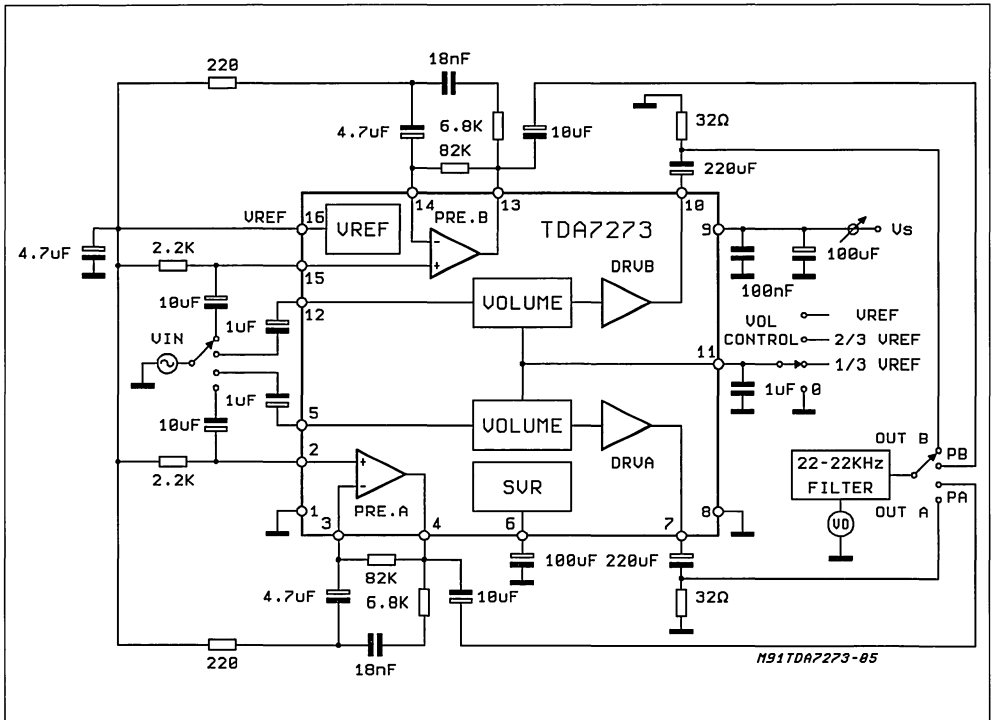 220
18nF
4.7uF
6.8K
82K
10uF
32Ω
220uF
14
13
10
VREF
16
VREF
PRE.B
TDA7273
9
Vs
4.7uF
2.2K
15
100uF
100nF
10uF
1uF
12
VOLUME
DRVB
VOL
CONTROL
VREF
2/3 VREF
1/3 VREF
0
VIN
11
1uF
1uF
10uF
5
VOLUME
DRVA
OUT B
PB
2
2.2K
22-22KHz
FILTER
PA
OUT A
SVR
PRE.A
1
3
4
6
7
8
VO
82K
100uF
220uF
4.7uF
6.8K
10uF
32Ω
220
18nF
M91TDA7273-05